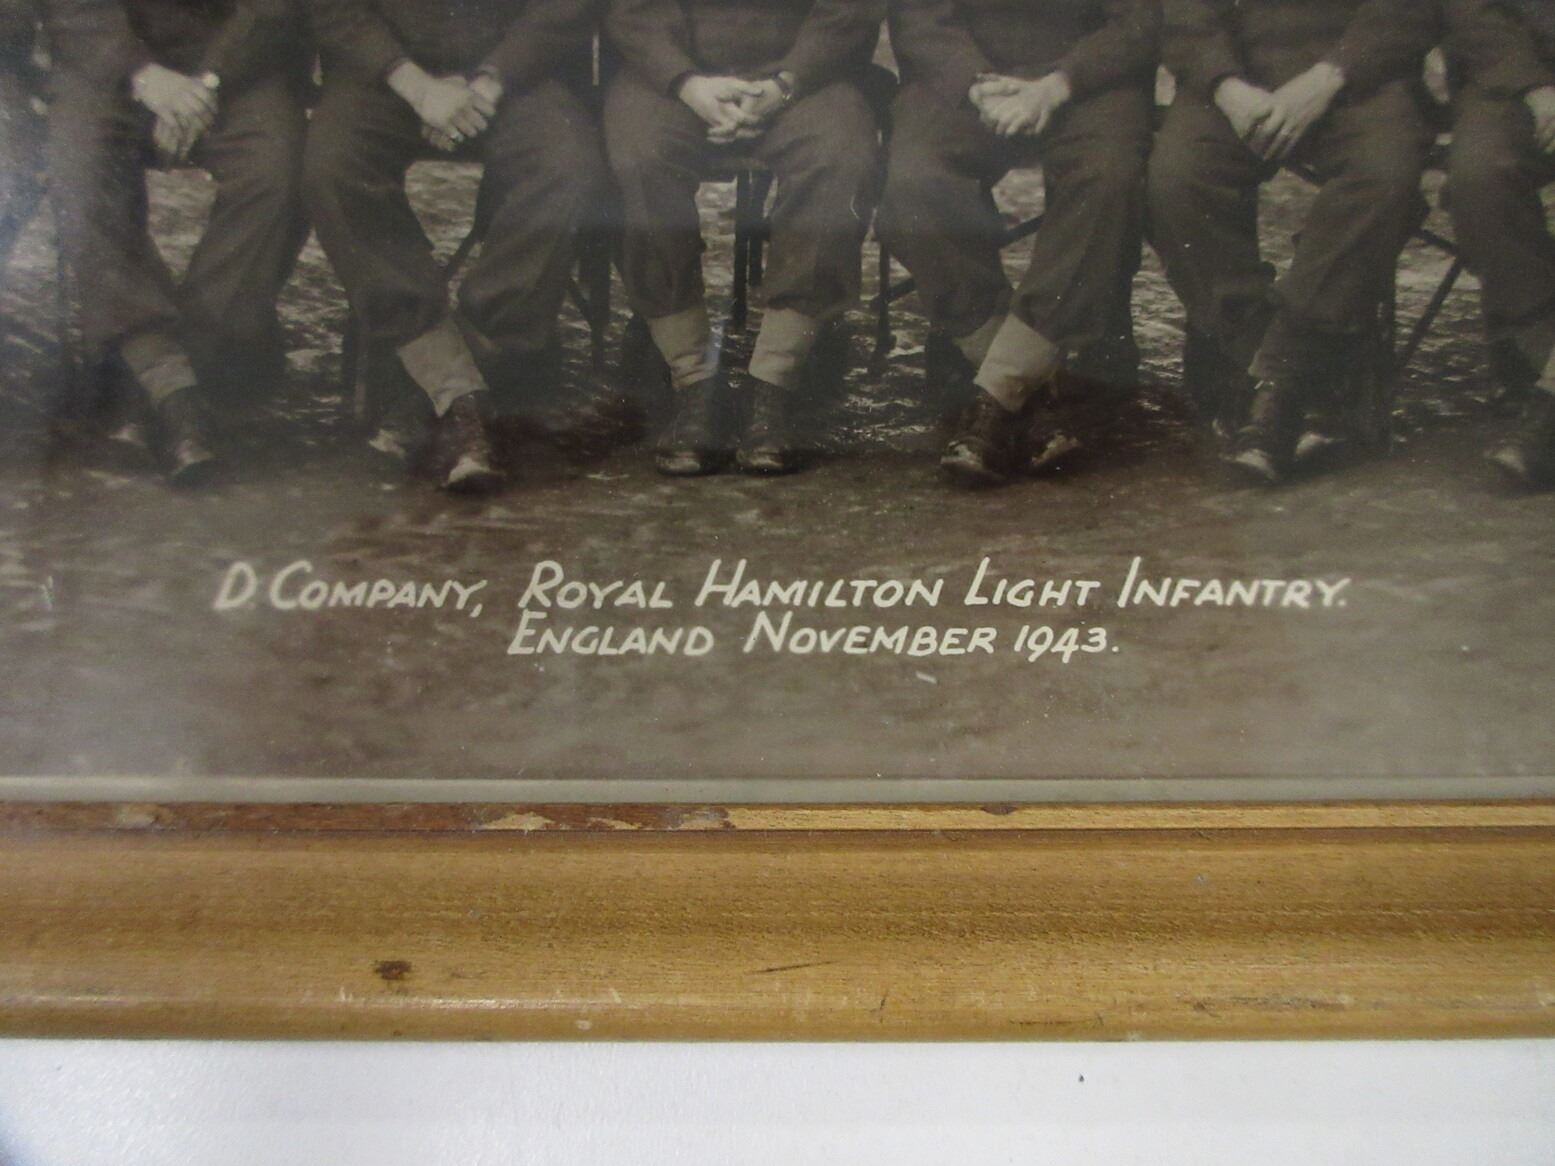 D. Company, Royal Hamilton Light Infantry.
England November 1943.